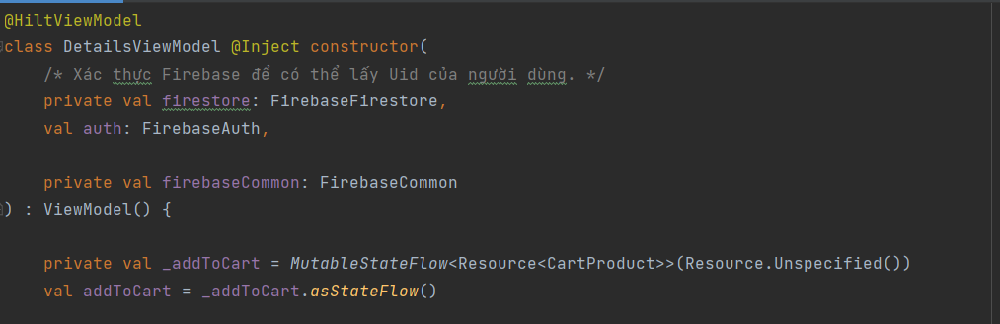 @HiltViewModel
class DetailsViewModel @Inject constructor(
/* Xác thực Firebase để có thể lấy Uid của người dùng. */
private val firestore: FirebaseFirestore,
val auth: FirebaseAuth,
private val firebaseCommon: FirebaseCommon
) : ViewModel() {
private val _addToCart = MutableStateFlow<Resource<CartProduct>>(Resource.Unspecified())
val addToCart = _addToCart.asStateFlow()